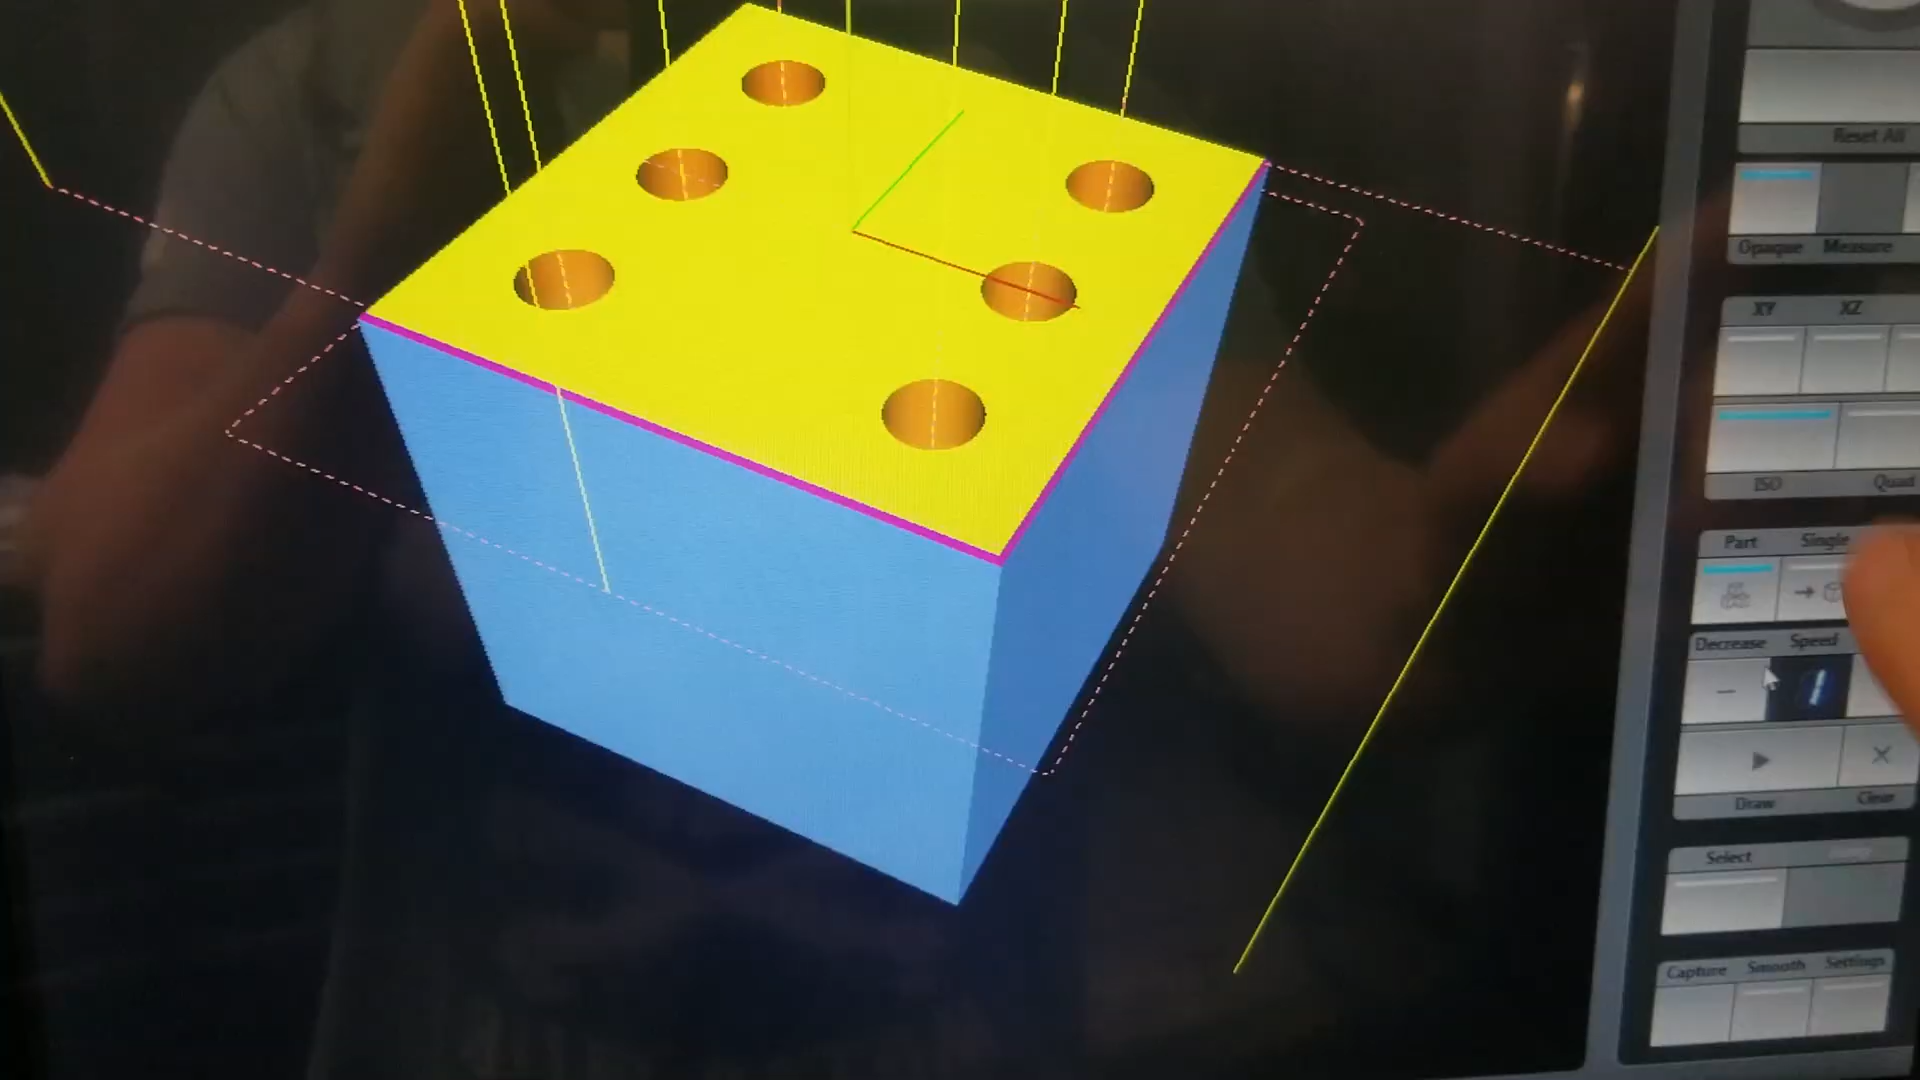 Reset All
Opaque Measure
XY XZ
ISO Quad
Part Single
Decrease Speed
Draw Clear
Select
Capture Smooth Settings